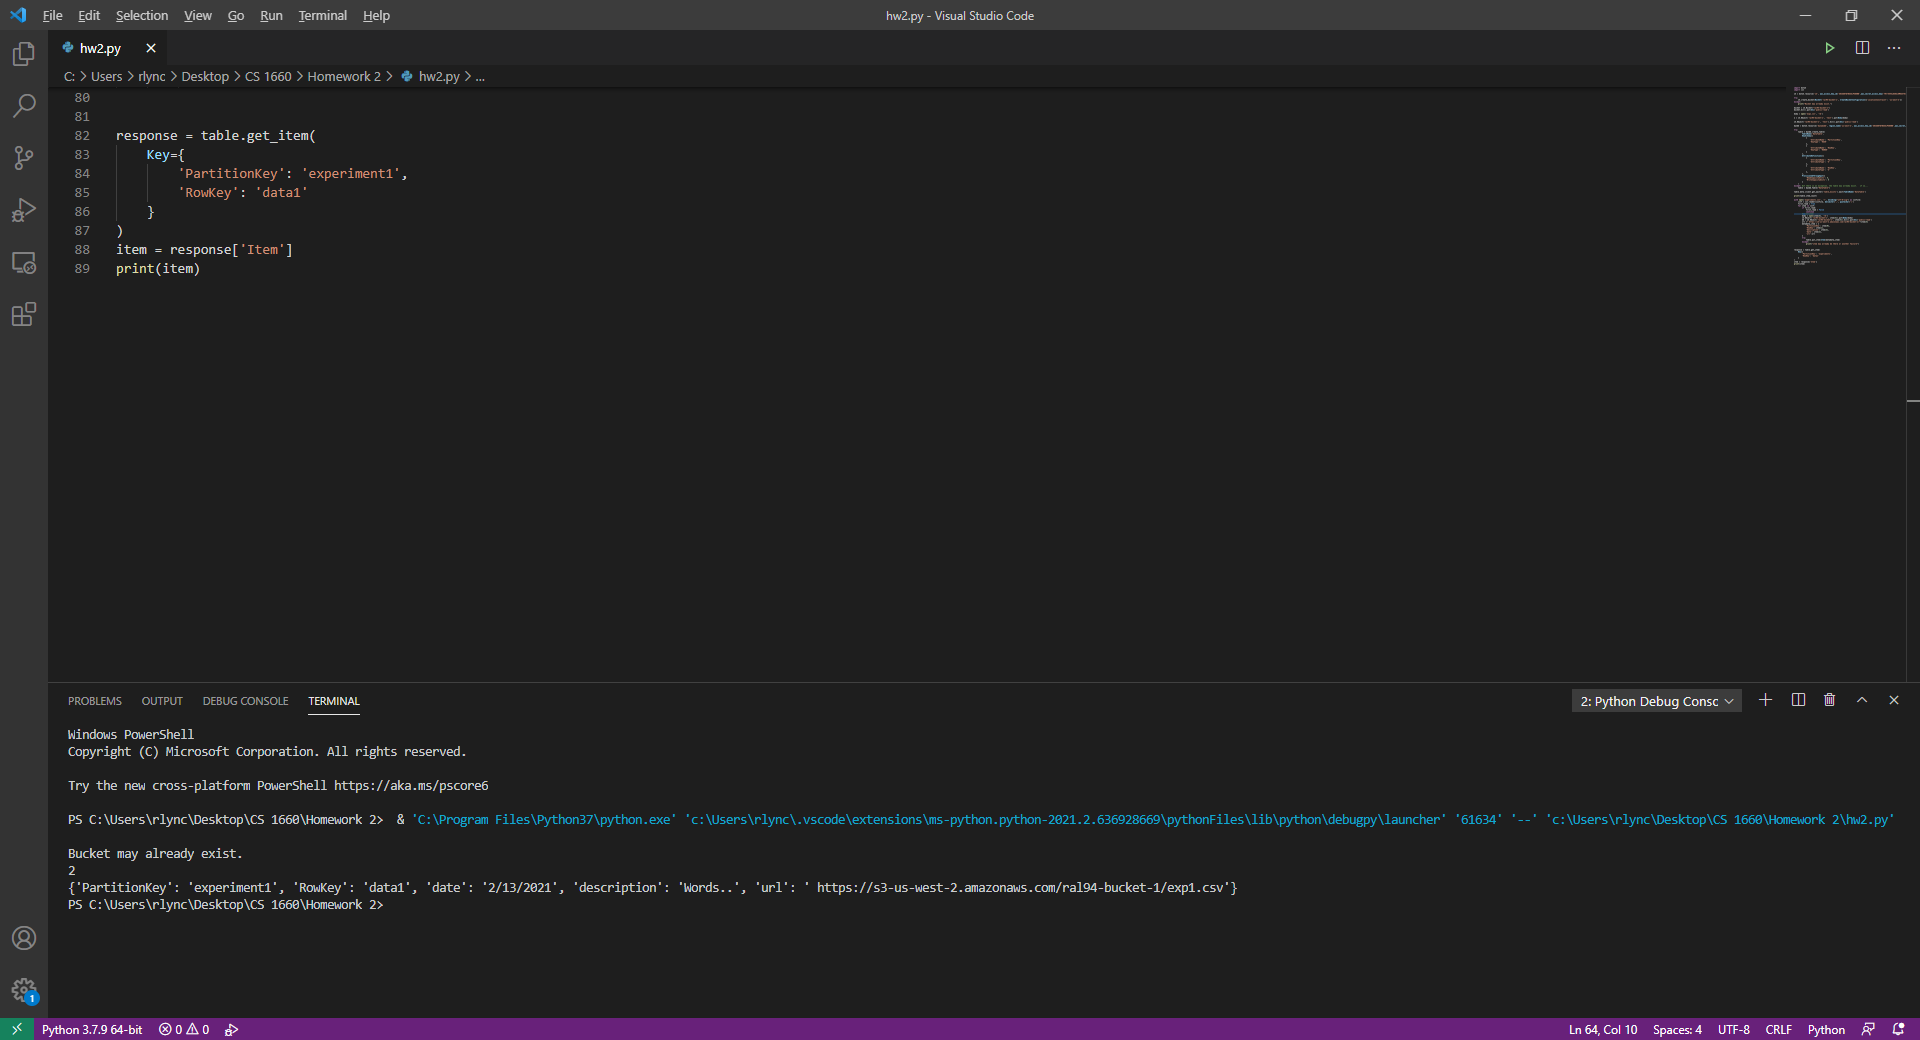 File Edit Selection View Go Run Terminal Help hw2.py - Visual Studio Code
hw2.py
C: > Users > rlync > Desktop > CS 1660 > Homework 2 > hw2.py > ...
80
81
82 response = table.get_item(
83     Key={
84         'PartitionKey': 'experiment1',
85         'RowKey': 'data1'
86     }
87 )
88 item = response['Item']
89 print(item)
PROBLEMS OUTPUT DEBUG CONSOLE TERMINAL 2: Python Debug Consc
Windows PowerShell
Copyright (C) Microsoft Corporation. All rights reserved.
Try the new cross-platform PowerShell https://aka.ms/pscore6
PS C:\Users\rlync\Desktop\CS 1660\Homework 2>  & 'C:\Program Files\Python37\python.exe' 'c:\Users\rlync\.vscode\extensions\ms-python.python-2021.2.636928669\pythonFiles\lib\python\debugpy\launcher' '61634' '--' 'c:\Users\rlync\Desktop\CS 1660\Homework 2\hw2.py'
Bucket may already exist.
2
{'PartitionKey': 'experiment1', 'RowKey': 'data1', 'date': '2/13/2021', 'description': 'Words..', 'url': ' https://s3-us-west-2.amazonaws.com/ral94-bucket-1/exp1.csv'}
PS C:\Users\rlync\Desktop\CS 1660\Homework 2>
1
Python 3.7.9 64-bit 0 0 Ln 64, Col 10 Spaces: 4 UTF-8 CRLF Python